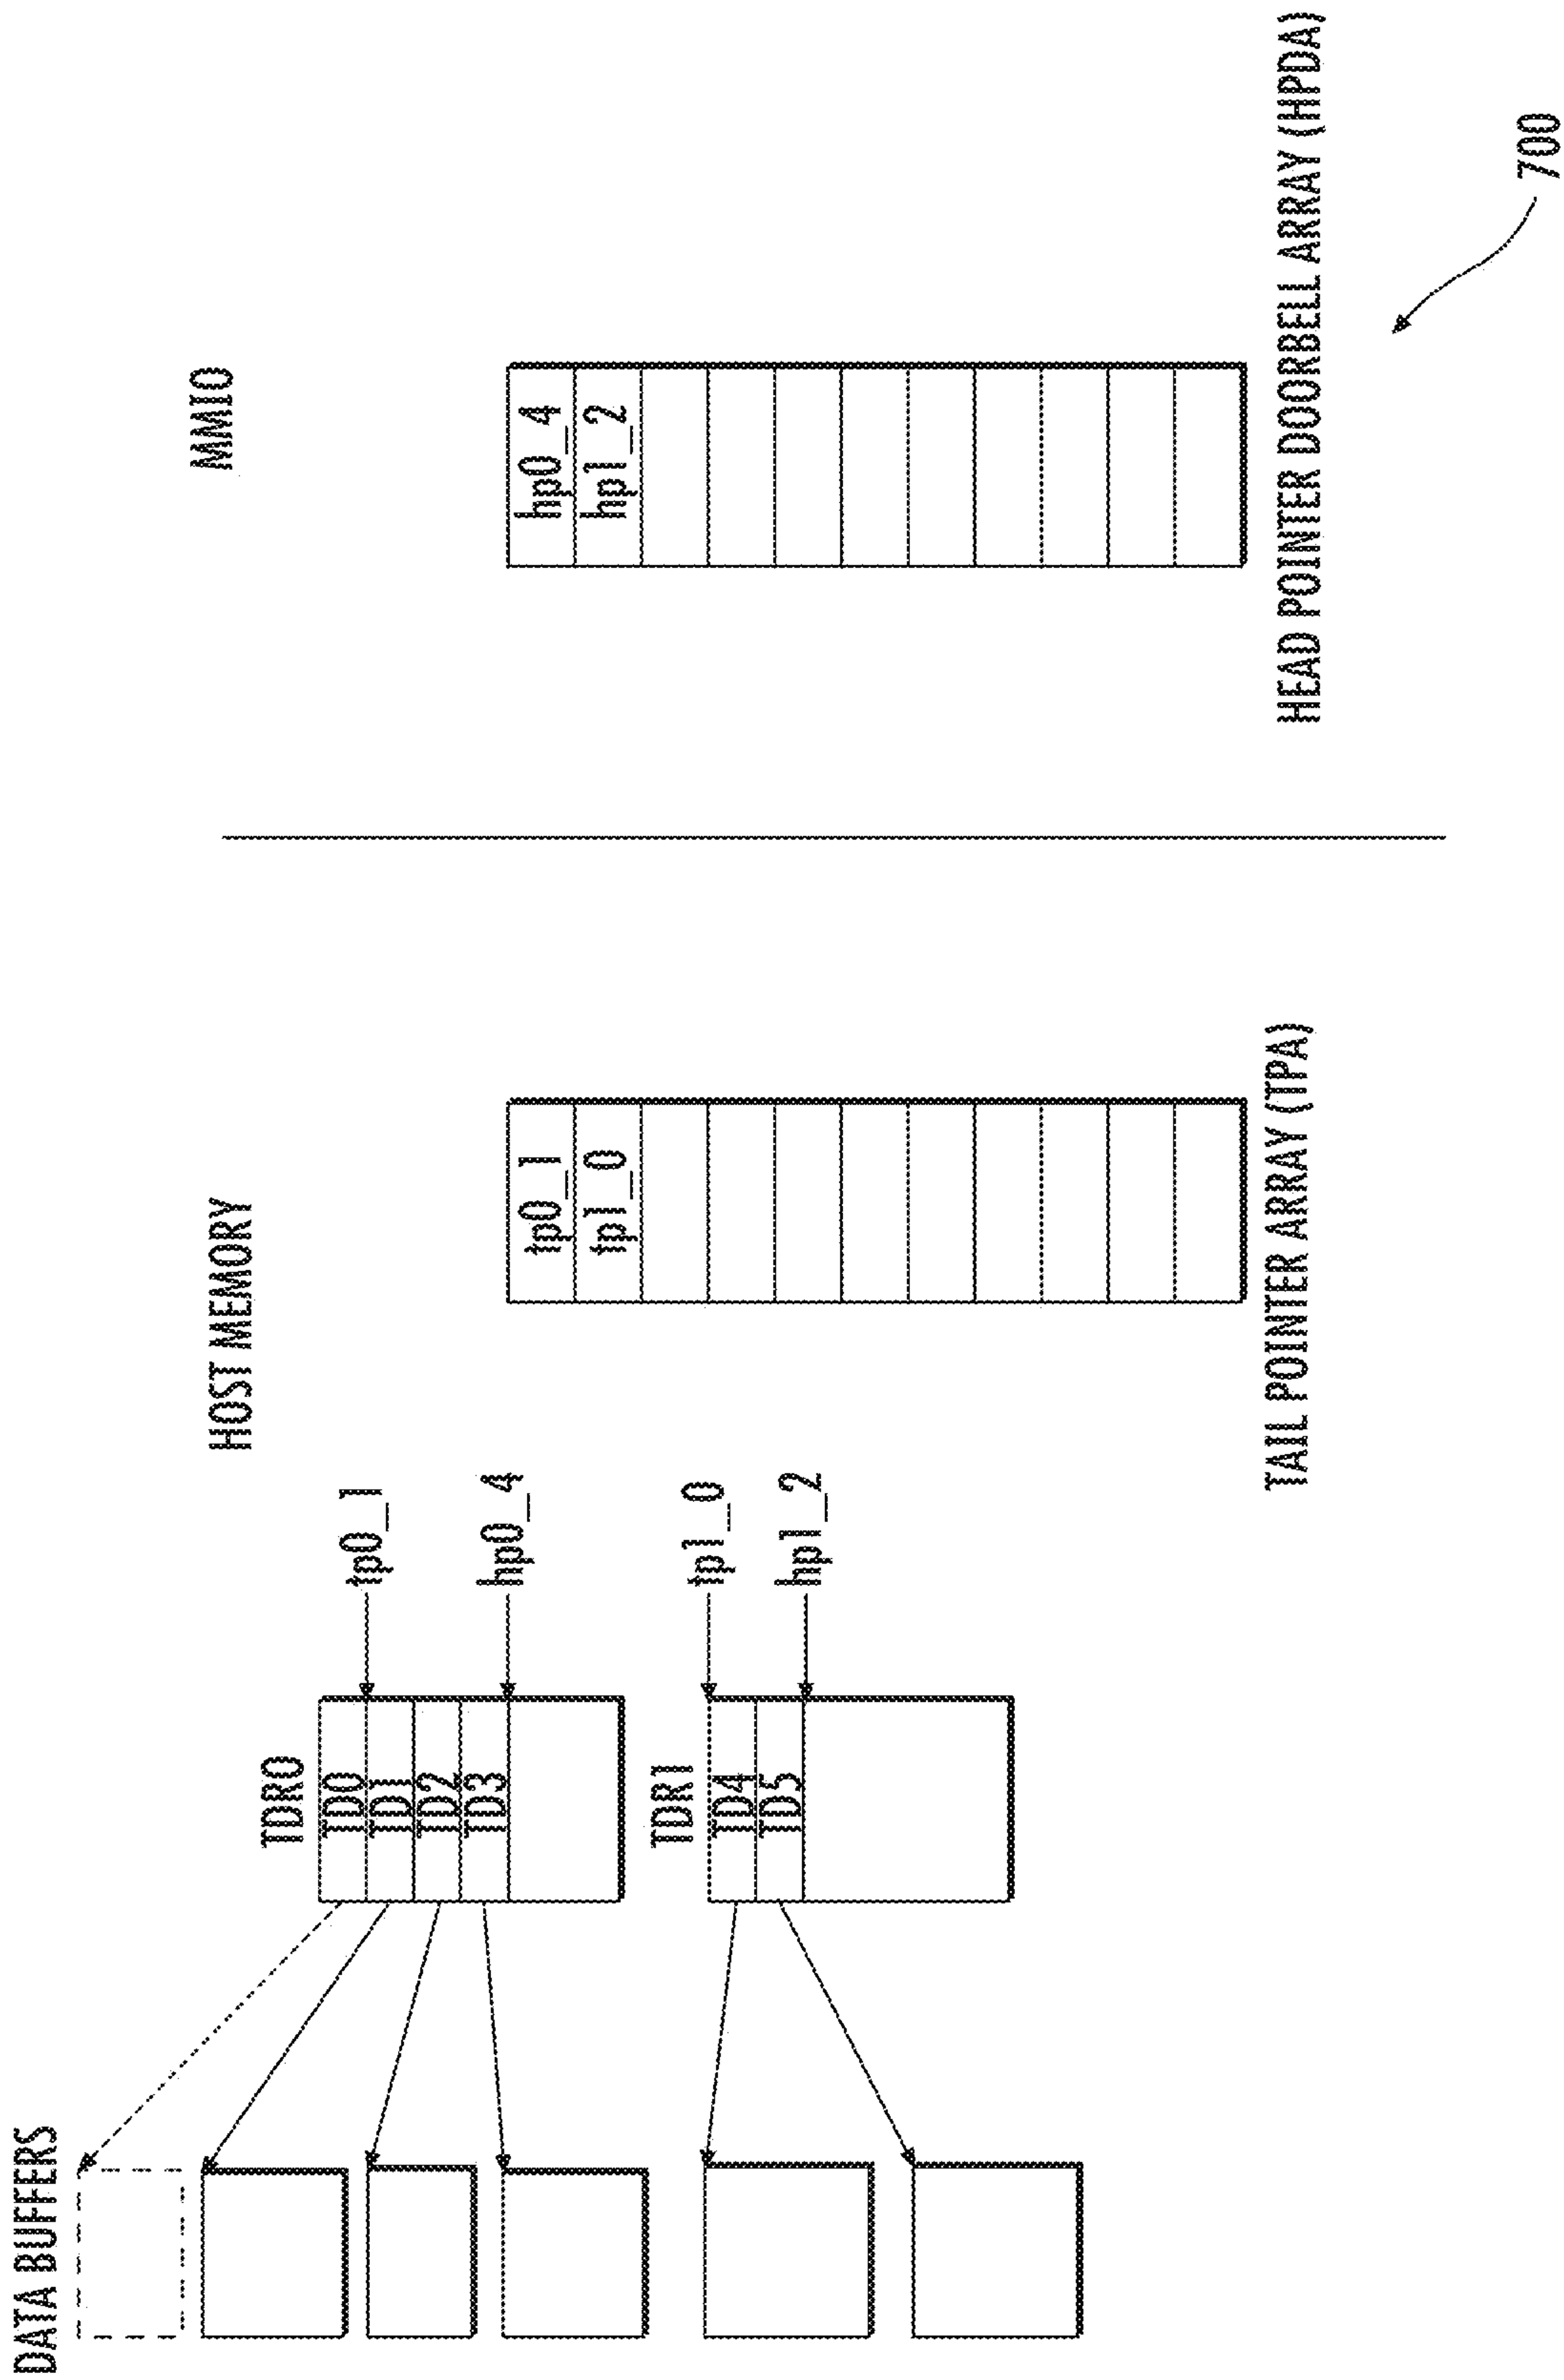 DATA BUFFERS
HOST MEMORY
MMIO
TDR0
TD0
TD1
TD2
TD3
tp0_1
hp0_4
TDR1
TD4
TD5
tp1_0
hp1_2
tp0_1
tp1_0
TAIL POINTER ARRAY (TPA)
hp0_4
hp1_2
HEAD POINTER DOORBELL ARRAY (HPDA)
700